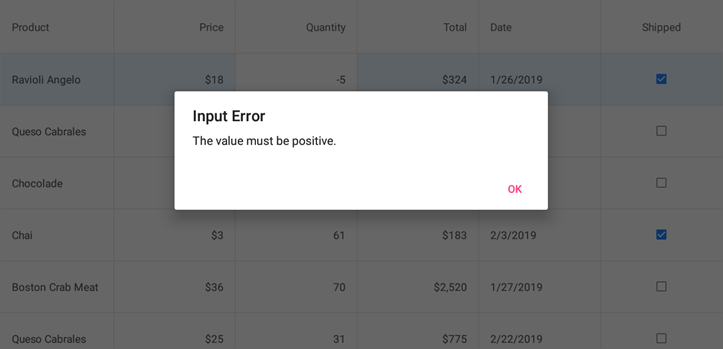 Product Price Quantity Total Date Shipped
Ravioli Angelo $18 -5 $324 1/26/2019
Queso Cabrales
Input Error
The value must be positive.
Chocolade
OK
Chai $3 61 $183 2/3/2019
Boston Crab Meat $36 70 $2,520 1/27/2019
Queso Cabrales $25 31 $775 2/22/2019